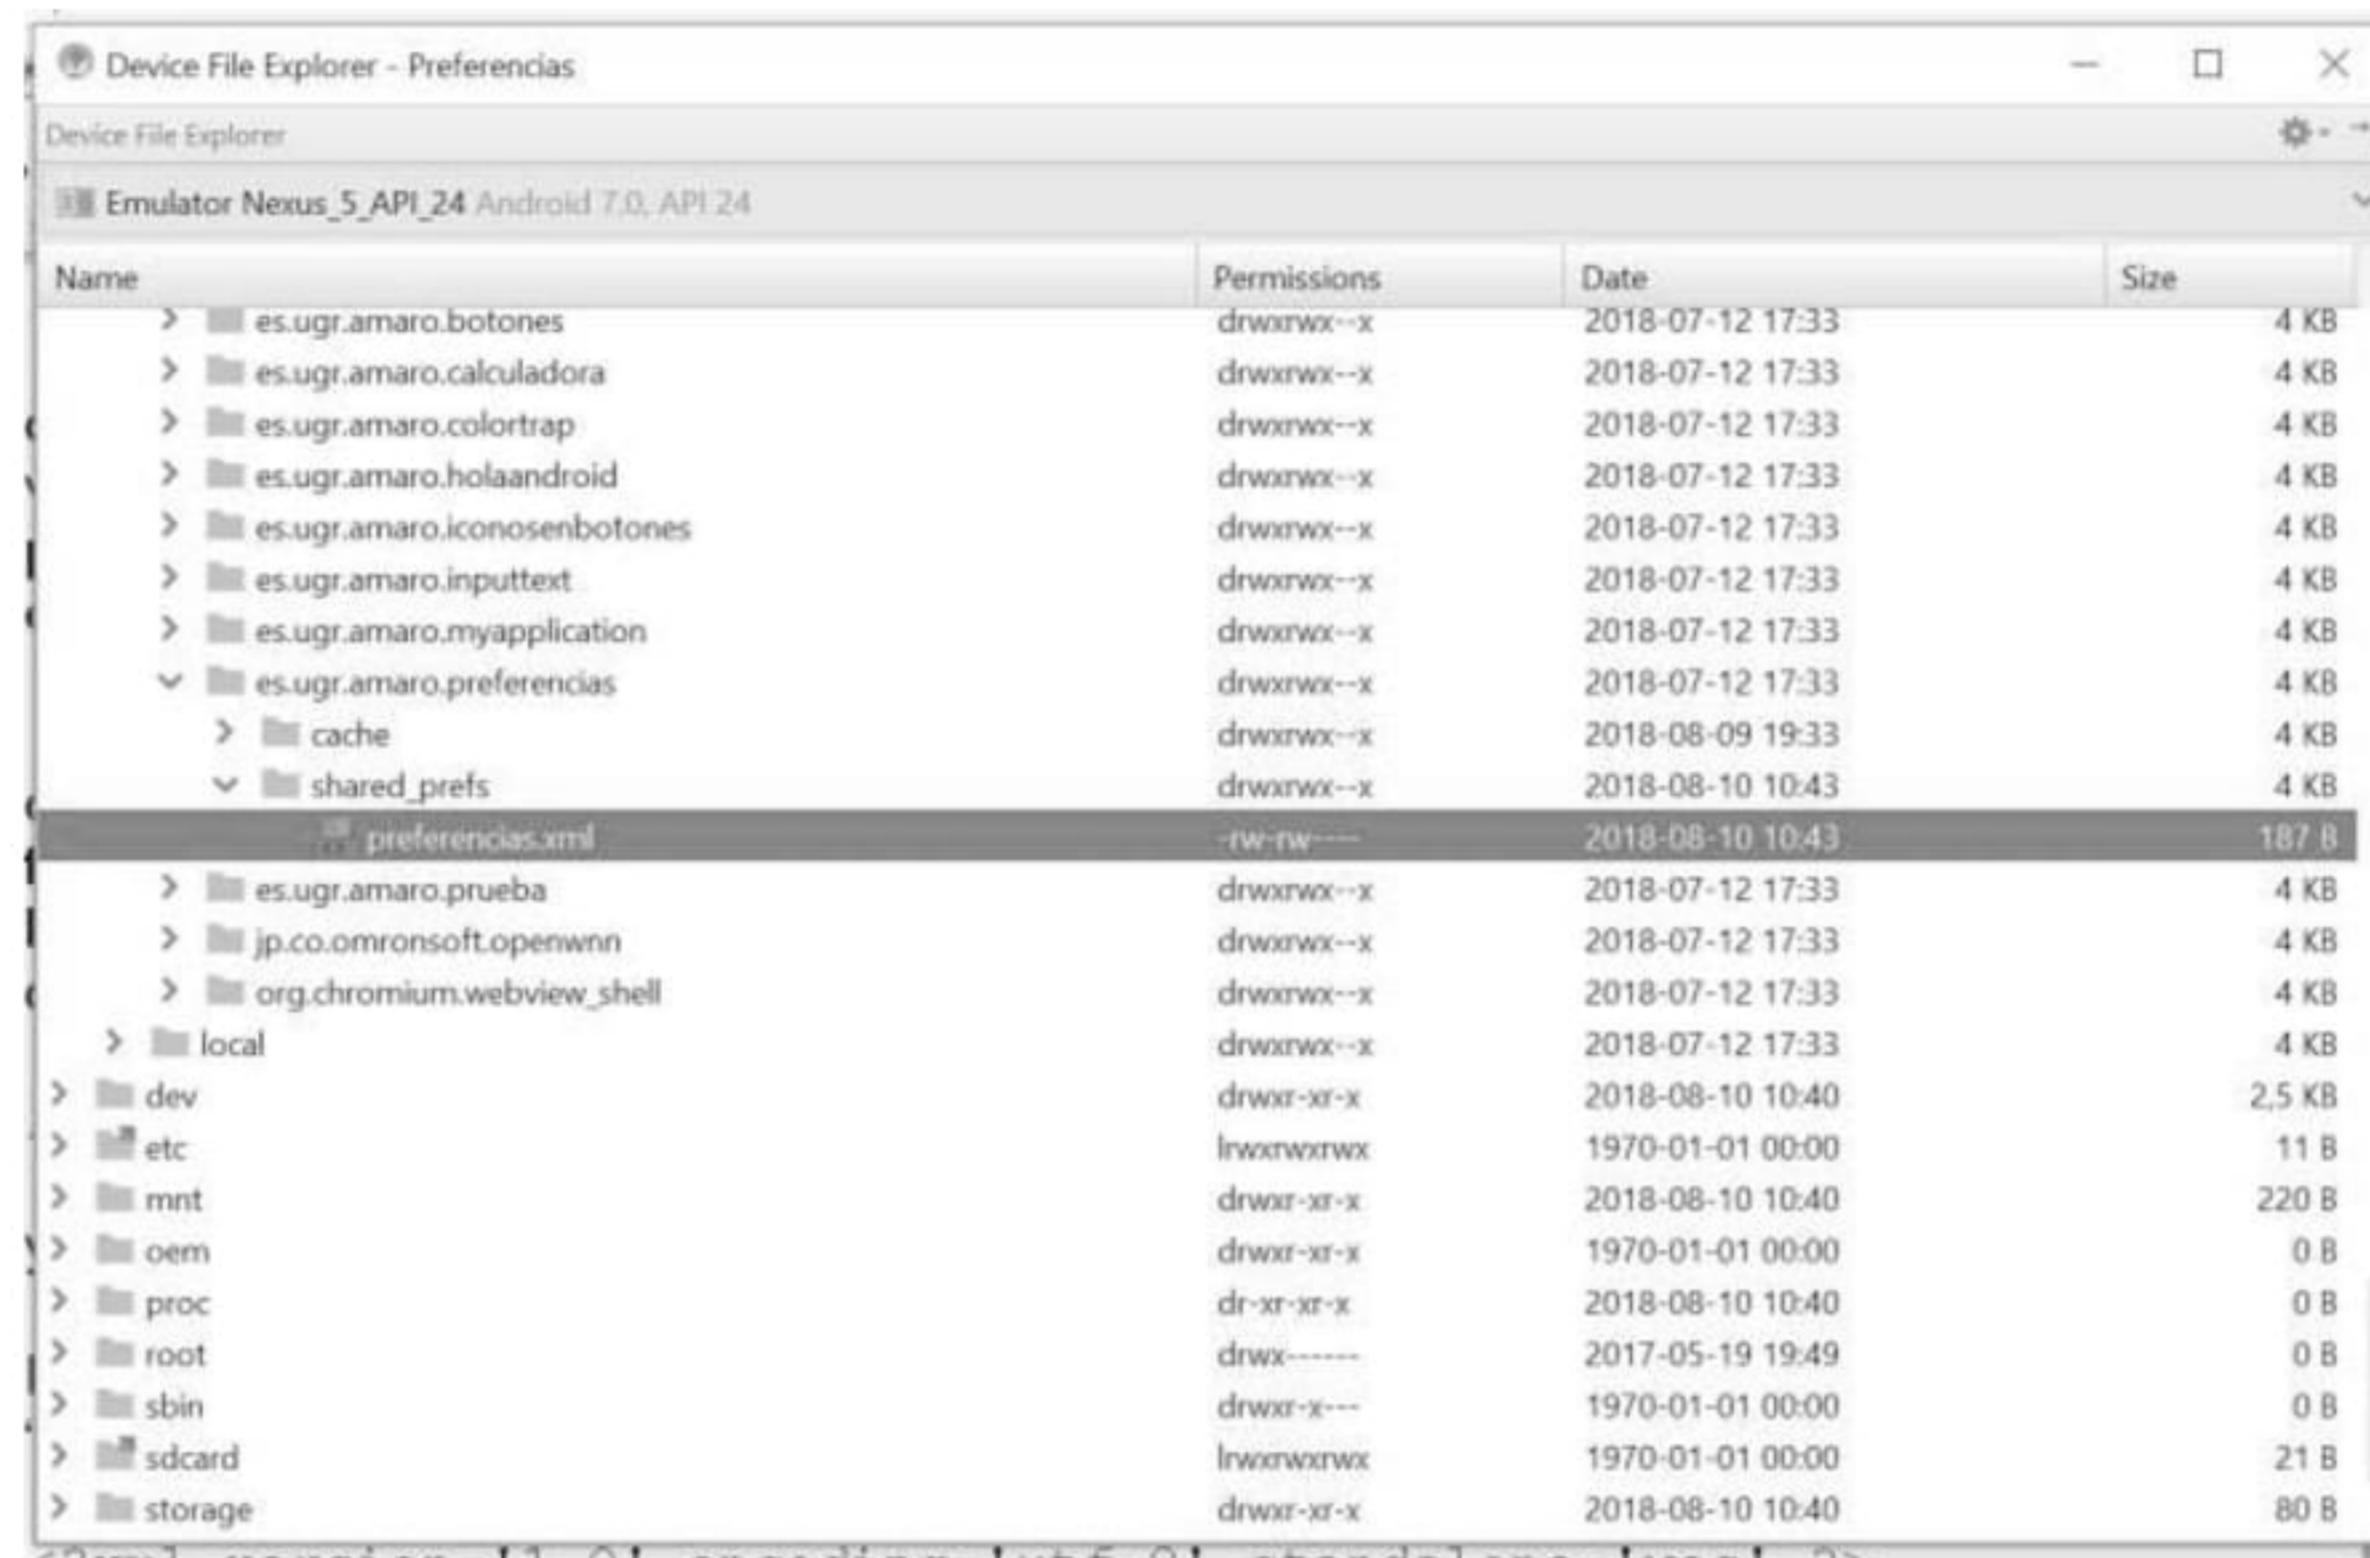 Device File Explorer - Preferencias
Device File Explorer
Emulator Nexus_5_API_24 Android 7.0, API 24
Name Permissions Date Size
es.ugr.amaro.botones drwxrwx--x 2018-07-12 17:33 4 KB
es.ugr.amaro.calculadora drwxrwx--x 2018-07-12 17:33 4 KB
es.ugr.amaro.colortrap drwxrwx--x 2018-07-12 17:33 4 KB
es.ugr.amaro.holaandroid drwxrwx--x 2018-07-12 17:33 4 KB
es.ugr.amaro.iconosenbotones drwxrwx--x 2018-07-12 17:33 4 KB
es.ugr.amaro.inputtext drwxrwx--x 2018-07-12 17:33 4 KB
es.ugr.amaro.myapplication drwxrwx--x 2018-07-12 17:33 4 KB
es.ugr.amaro.preferencias drwxrwx--x 2018-07-12 17:33 4 KB
cache drwxrwx--x 2018-08-09 19:33 4 KB
shared_prefs drwxrwx--x 2018-08-10 10:43 4 KB
preferencias.xml -rw-rw---- 2018-08-10 10:43 187 B
es.ugr.amaro.prueba drwxrwx--x 2018-07-12 17:33 4 KB
jp.co.omronsoft.openwnn drwxrwx--x 2018-07-12 17:33 4 KB
org.chromium.webview_shell drwxrwx--x 2018-07-12 17:33 4 KB
local drwxrwx--x 2018-07-12 17:33 4 KB
dev drwxr-xr-x 2018-08-10 10:40 2,5 KB
etc lrwxrwxrwx 1970-01-01 00:00 11 B
mnt drwxr-xr-x 2018-08-10 10:40 220 B
oem drwxr-xr-x 1970-01-01 00:00 0 B
proc dr-xr-xr-x 2018-08-10 10:40 0 B
root drwx------ 2017-05-19 19:49 0 B
sbin drwxr-x--- 1970-01-01 00:00 0 B
sdcard lrwxrwxrwx 1970-01-01 00:00 21 B
storage drwxr-xr-x 2018-08-10 10:40 80 B